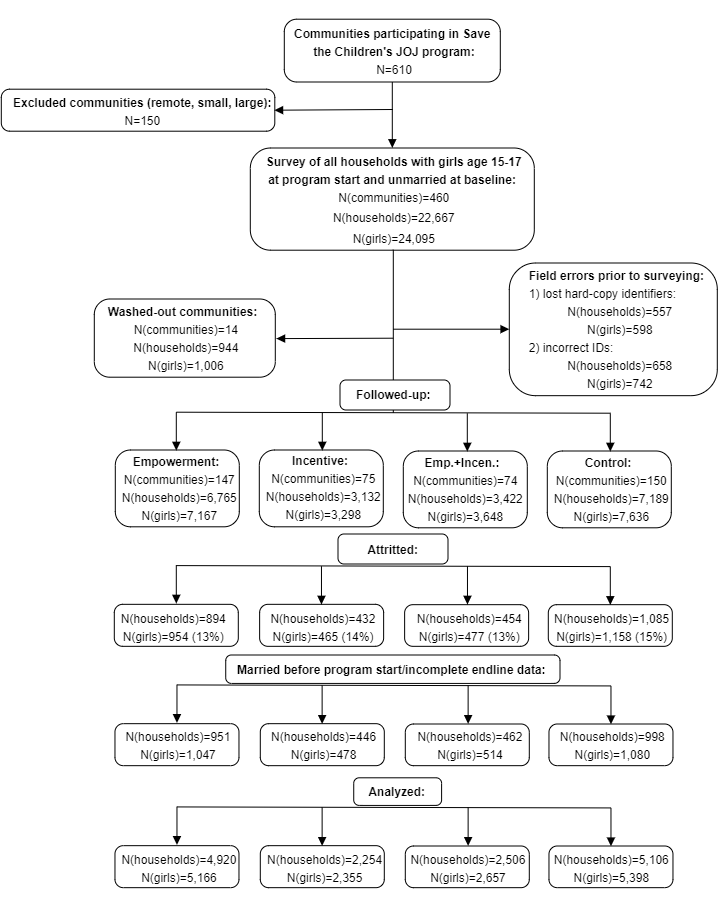 Communities participating in Save
the Children's JOJ program:
N=610
Excluded communities (remote, small, large):
N=150
Survey of all households with girls age 15-17
at program start and unmarried at baseline:
N(communities)=460
N(households)=22,667
N(girls)=24,095
Field errors prior to surveying:
1) lost hard-copy identifiers:
N(households)=557
N(girls)=598
2) incorrect IDs:
N(households)=658
N(girls)=742
Washed-out communities:
N(communities)=14
N(households)=944
N(girls)=1,006
Followed-up:
Empowerment:
N(communities)=147
N(households)=6,765
N(girls)=7,167
Incentive:
N(communities)=75
N(households)=3,132
N(girls)=3,298
Emp.+Incen.:
N(communities)=74
N(households)=3,422
N(girls)=3,648
Control:
N(communities)=150
N(households)=7,189
N(girls)=7,636
Attritted:
N(households)=894
N(girls)=954 (13%)
N(households)=432
N(girls)=465 (14%)
N(households)=454
N(girls)=477 (13%)
N(households)=1,085
N(girls)=1,158 (15%)
Married before program start/incomplete endline data:
N(households)=951
N(girls)=1,047
N(households)=446
N(girls)=478
N(households)=462
N(girls)=514
N(households)=998
N(girls)=1,080
Analyzed:
N(households)=4,920
N(girls)=5,166
N(households)=2,254
N(girls)=2,355
N(households)=2,506
N(girls)=2,657
N(households)=5,106
N(girls)=5,398